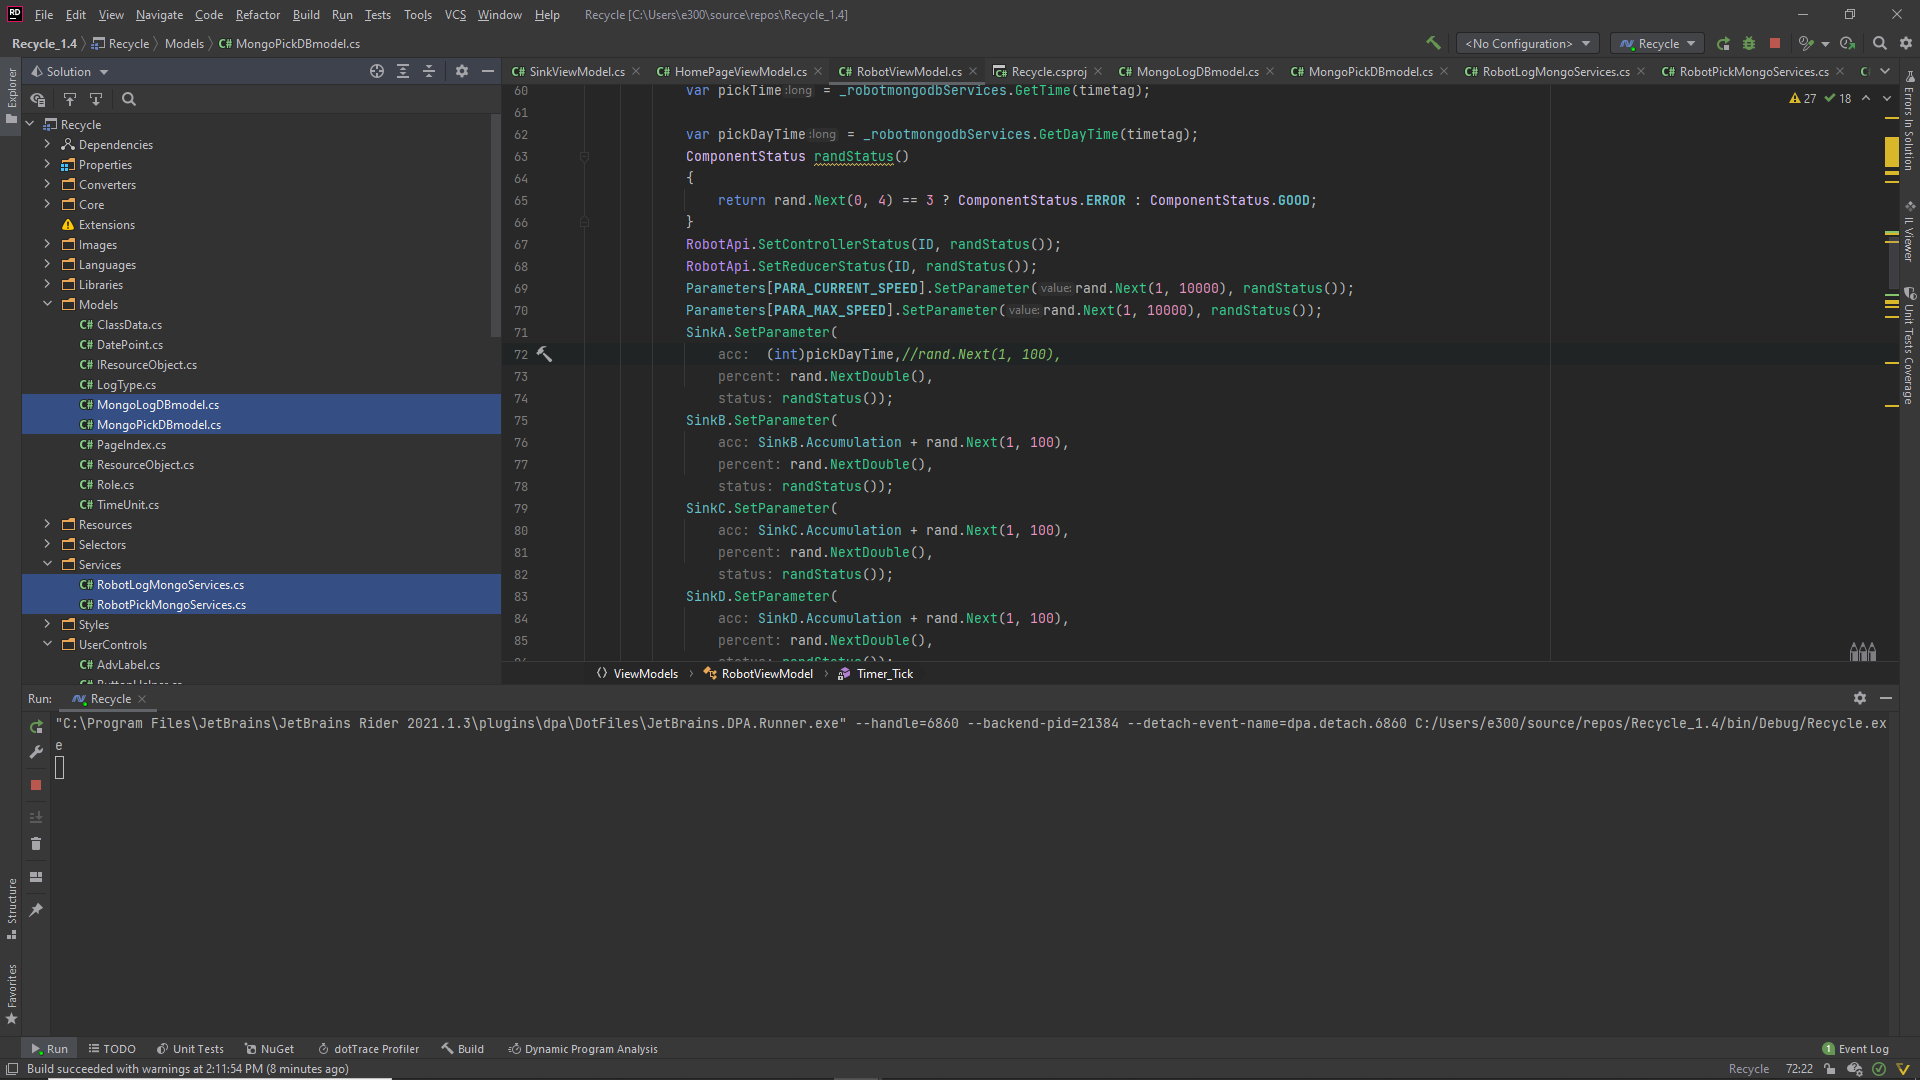 File Edit View Navigate Code Refactor Build Run Tests Tools VCS Window Help Recycle [C:\Users\e300\source\repos\Recycle_1.4]
Recycle_1.4 Recycle Models C# MongoPickDBmodel.cs <No Configuration> Recycle
Solution
C# SinkViewModel.cs C# HomePageViewModel.cs C# RobotViewModel.cs Recycle.csproj C# MongoLogDBmodel.cs C# MongoPickDBmodel.cs C# RobotLogMongoServices.cs C# RobotPickMongoServices.cs
27 18
Explorer
Recycle
Dependencies
Properties
Converters
Core
Extensions
Images
Languages
Libraries
Models
C# ClassData.cs
C# DatePoint.cs
C# IResourceObject.cs
C# LogType.cs
C# MongoLogDBmodel.cs
C# MongoPickDBmodel.cs
C# PageIndex.cs
C# ResourceObject.cs
C# Role.cs
C# TimeUnit.cs
Resources
Selectors
Services
C# RobotLogMongoServices.cs
C# RobotPickMongoServices.cs
Styles
UserControls
C# AdvLabel.cs
60 var pickTime :long = _robotmongodbServices.GetTime(timetag);
61
62 var pickDayTime :long = _robotmongodbServices.GetDayTime(timetag);
63 ComponentStatus randStatus()
64 {
65 return rand.Next(0, 4) == 3 ? ComponentStatus.ERROR : ComponentStatus.GOOD;
66 }
67 RobotApi.SetControllerStatus(ID, randStatus());
68 RobotApi.SetReducerStatus(ID, randStatus());
69 Parameters[PARA_CURRENT_SPEED].SetParameter( value: rand.Next(1, 10000), randStatus());
70 Parameters[PARA_MAX_SPEED].SetParameter( value: rand.Next(1, 10000), randStatus());
71 SinkA.SetParameter(
72 acc: (int)pickDayTime,//rand.Next(1, 100),
73 percent: rand.NextDouble(),
74 status: randStatus());
75 SinkB.SetParameter(
76 acc: SinkB.Accumulation + rand.Next(1, 100),
77 percent: rand.NextDouble(),
78 status: randStatus());
79 SinkC.SetParameter(
80 acc: SinkC.Accumulation + rand.Next(1, 100),
81 percent: rand.NextDouble(),
82 status: randStatus());
83 SinkD.SetParameter(
84 acc: SinkD.Accumulation + rand.Next(1, 100),
85 percent: rand.NextDouble(),
ViewModels RobotViewModel Timer_Tick
Errors In Solution
IL Viewer
Unit Tests Coverage
Run: Recycle
"C:\Program Files\JetBrains\JetBrains Rider 2021.1.3\plugins\dpa\DotFiles\JetBrains.DPA.Runner.exe" --handle=6860 --backend-pid=21384 --detach-event-name=dpa.detach.6860 C:/Users/e300/source/repos/Recycle_1.4/bin/Debug/Recycle.ex
e
Structure
Favorites
Run TODO Unit Tests NuGet dotTrace Profiler Build Dynamic Program Analysis 1 Event Log
Build succeeded with warnings at 2:11:54 PM (8 minutes ago) Recycle 72:22